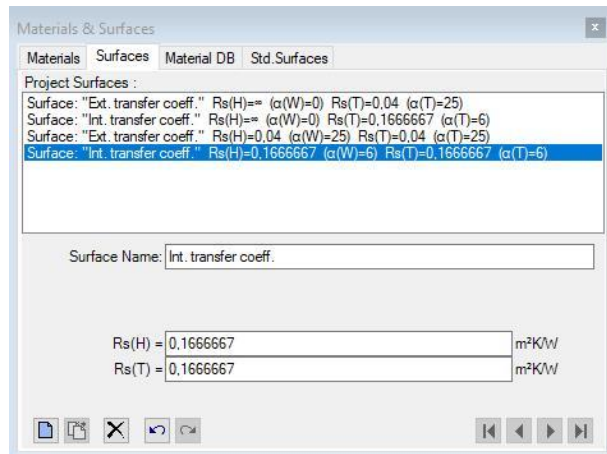 Materials & Surfaces
x
Materials Surfaces Material DB Std.Surfaces
Project Surfaces :
Surface: "Ext. transfer coeff." Rs(H)=∞ (α(W)=0) Rs(T)=0,04 (α(T)=25)
Surface: "Int. transfer coeff." Rs(H)=∞ (α(W)=0) Rs(T)=0,1666667 (α(T)=6)
Surface: "Ext. transfer coeff." Rs(H)=0,04 (α(W)=25) Rs(T)=0,04 (α(T)=25)
Surface: "Int. transfer coeff." Rs(H)=0,1666667 (α(W)=6) Rs(T)=0,1666667 (α(T)=6)
Surface Name: Int. transfer coeff.
Rs(H) = 0,1666667 m²K/W
Rs(T) = 0,1666667 m²K/W